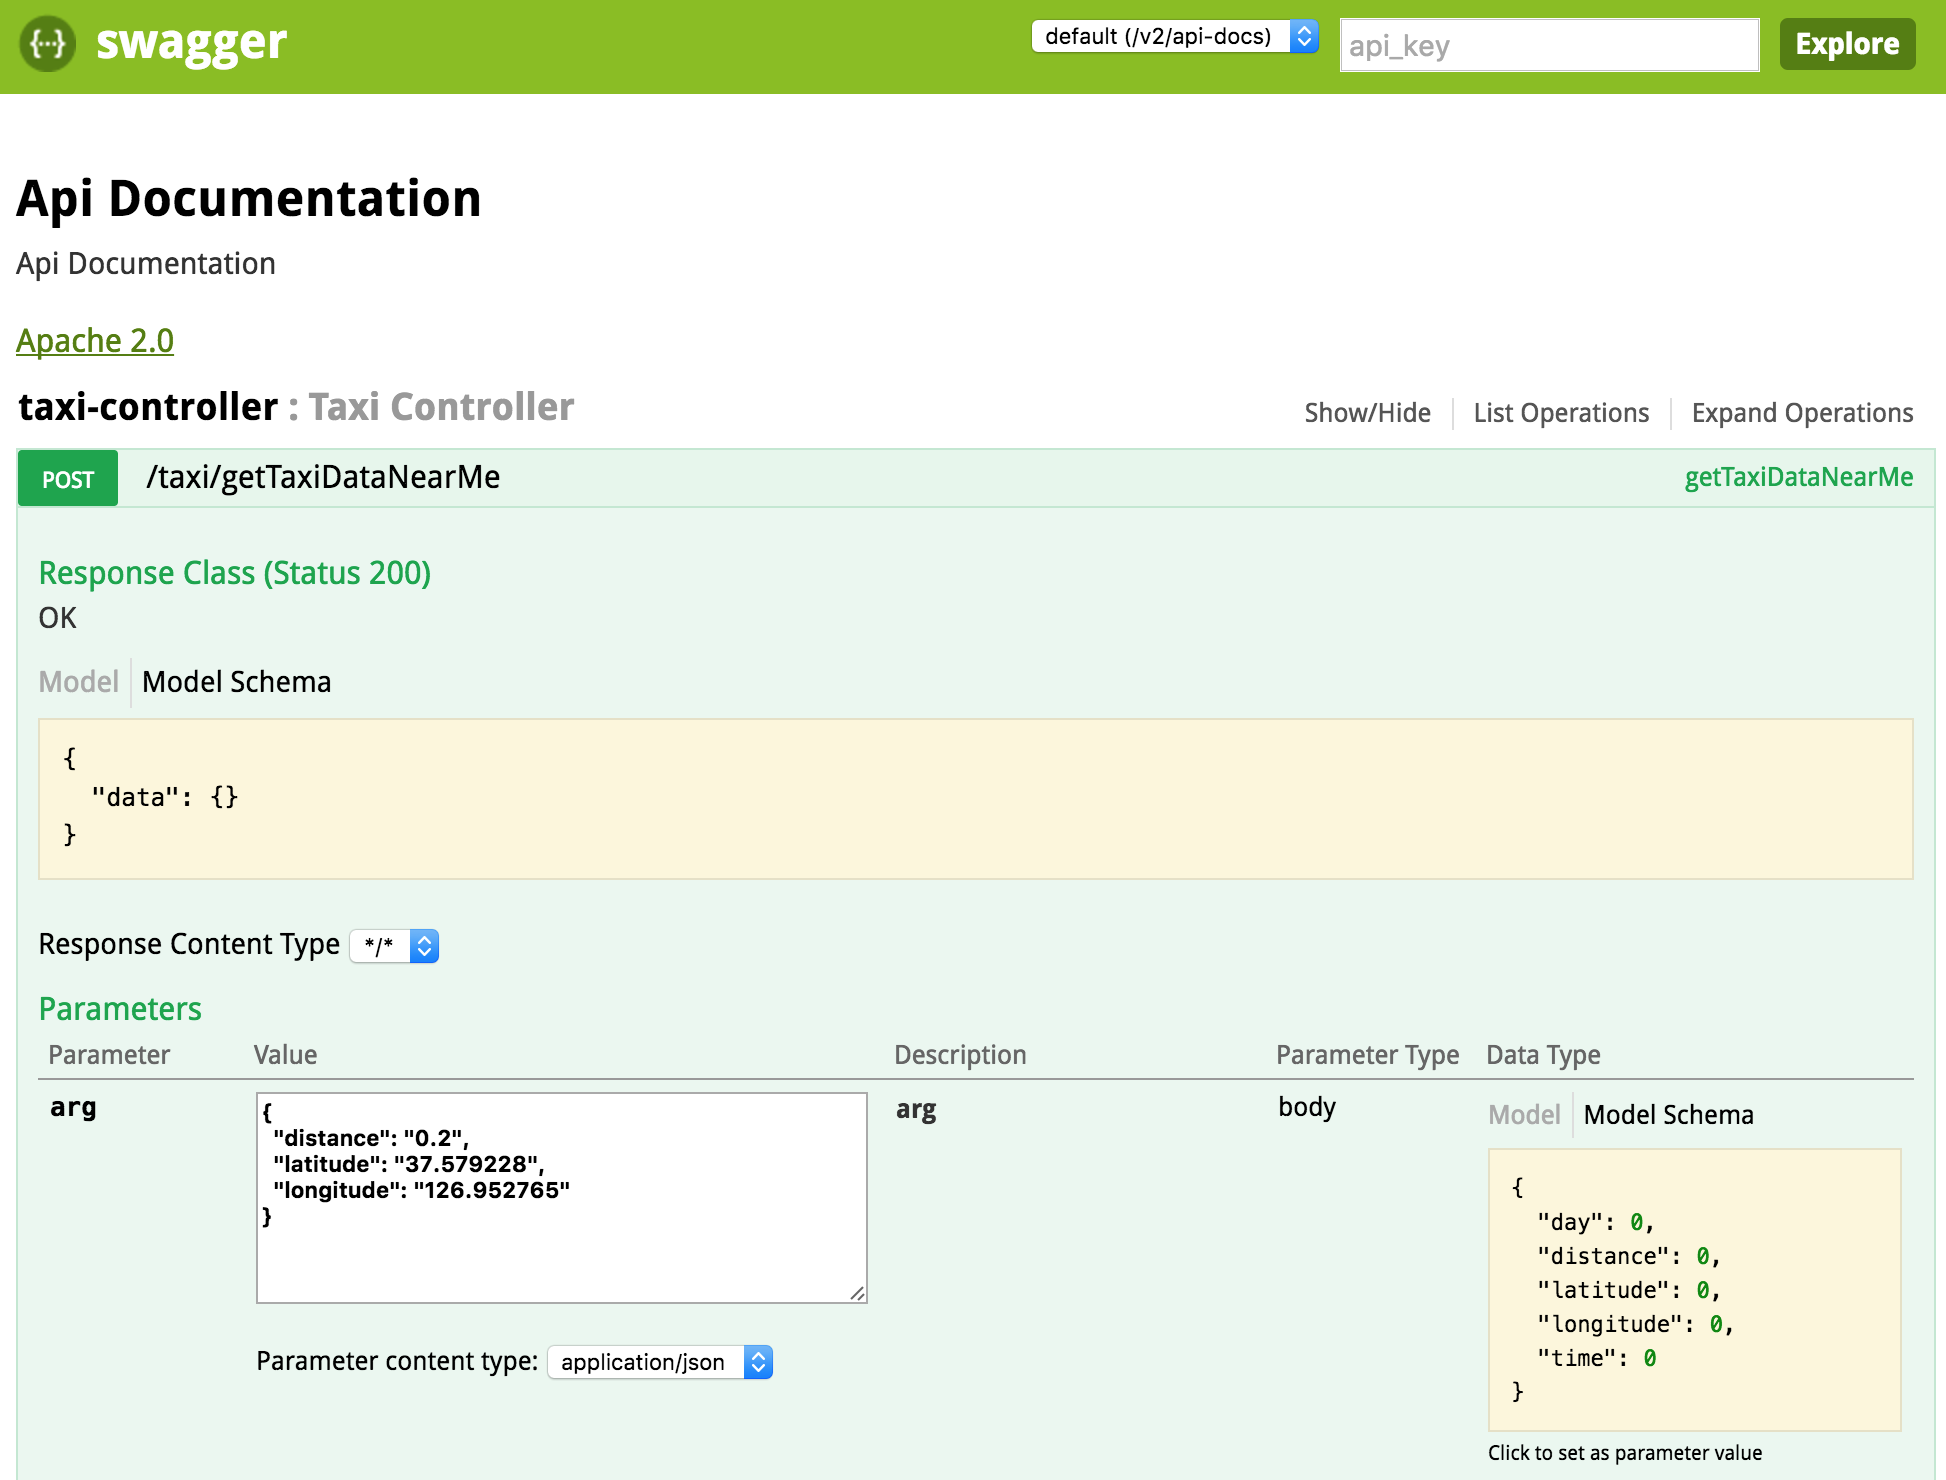 {···} swagger default (/v2/api-docs) api_key Explore
Api Documentation
Api Documentation
Apache 2.0
taxi-controller : Taxi Controller Show/Hide List Operations Expand Operations
POST /taxi/getTaxiDataNearMe getTaxiDataNearMe
Response Class (Status 200)
OK
Model Model Schema
{
"data": {}
}
Response Content Type */*
Parameters
Parameter Value Description Parameter Type Data Type
arg
{
"distance": "0.2",
"latitude": "37.579228",
"longitude": "126.952765"
}
Parameter content type: application/json
arg
body
Model Model Schema
{
"day": 0,
"distance": 0,
"latitude": 0,
"longitude": 0,
"time": 0
}
Click to set as parameter value